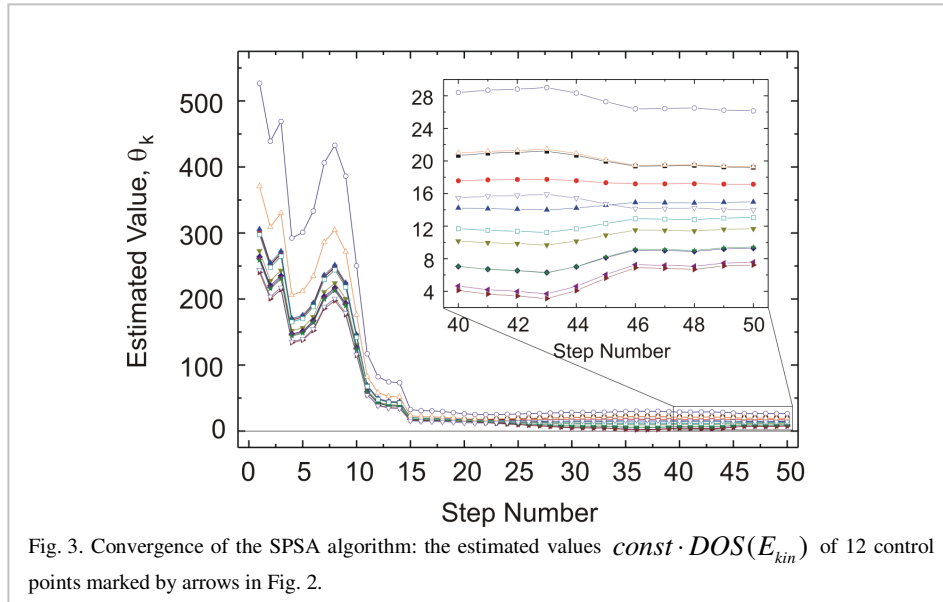 500
400
300
200
100
0
Estimated Value, θk
0 5 10 15 20 25 30 35 40 45 50
Step Number
28
24
20
16
12
8
4
40 42 44 46 48 50
Step Number
Fig. 3. Convergence of the SPSA algorithm: the estimated values const · DOS(Ekin) of 12 control
points marked by arrows in Fig. 2.